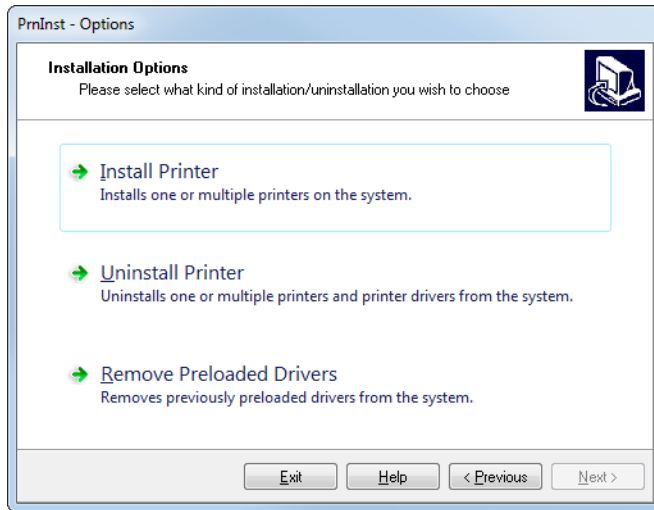 PrnInst - Options
Installation Options
Please select what kind of installation/uninstallation you wish to choose
Install Printer
Installs one or multiple printers on the system.
Uninstall Printer
Uninstalls one or multiple printers and printer drivers from the system.
Remove Preloaded Drivers
Removes previously preloaded drivers from the system.
Exit Help < Previous Next >